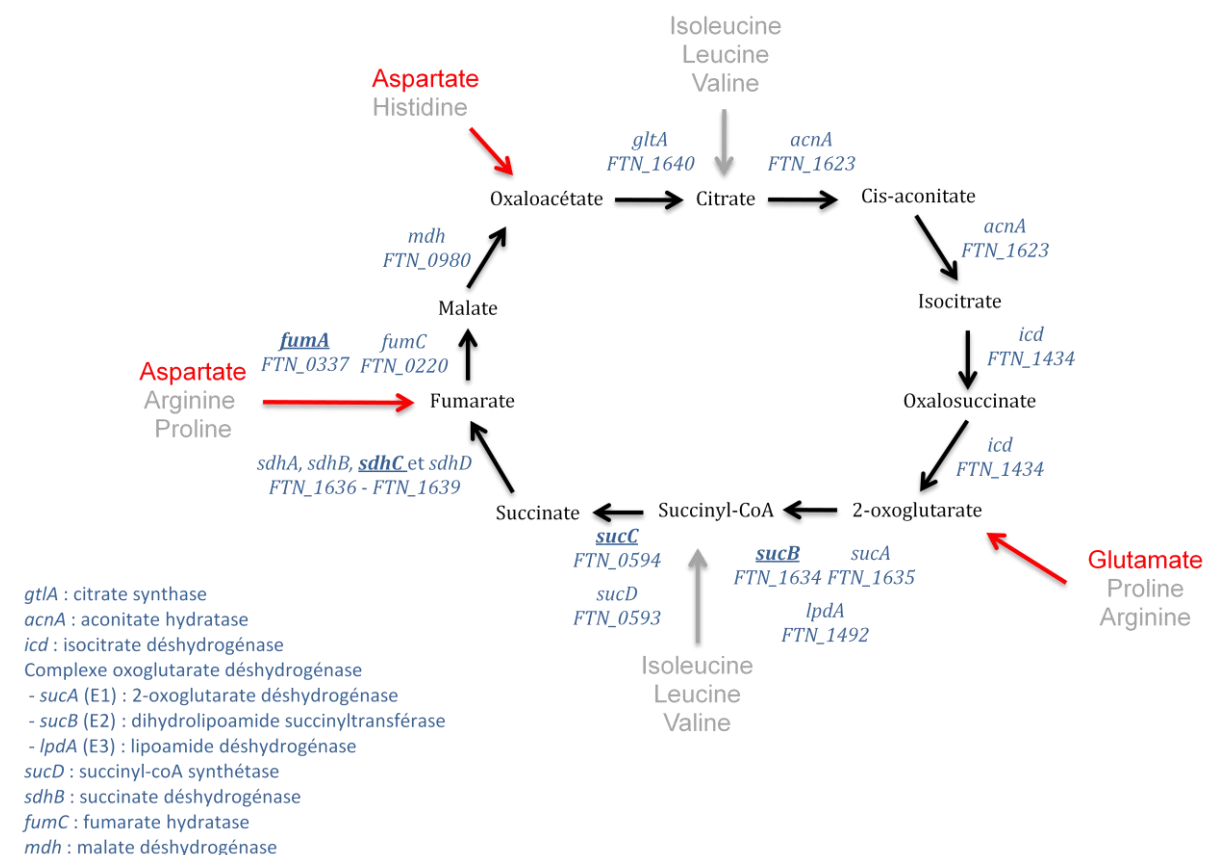 Isoleucine
Leucine
Valine
Aspartate
Histidine
gltA
FTN_1640
acnA
FTN_1623
Oxaloacétate
Citrate
Cis-aconitate
mdh
FTN_0980
acnA
FTN_1623
Malate
Isocitrate
fumA
FTN_0337
fumC
FTN_0220
icd
FTN_1434
Aspartate
Arginine
Proline
Fumarate
Oxalosuccinate
sdhA, sdhB, sdhC et sdhD
FTN_1636 - FTN_1639
icd
FTN_1434
Succinate
Succinyl-CoA
2-oxoglutarate
sucC
FTN_0594
sucD
FTN_0593
sucB
FTN_1634
sucA
FTN_1635
lpdA
FTN_1492
Glutamate
Proline
Arginine
Isoleucine
Leucine
Valine
gtlA : citrate synthase
acnA : aconitate hydratase
icd : isocitrate déshydrogénase
Complexe oxoglutarate déshydrogénase
- sucA (E1) : 2-oxoglutarate déshydrogénase
- sucB (E2) : dihydrolipoamide succinyltransférase
- lpdA (E3) : lipoamide déshydrogénase
sucD : succinyl-coA synthétase
sdhB : succinate déshydrogénase
fumC : fumarate hydratase
mdh : malate déshydrogénase